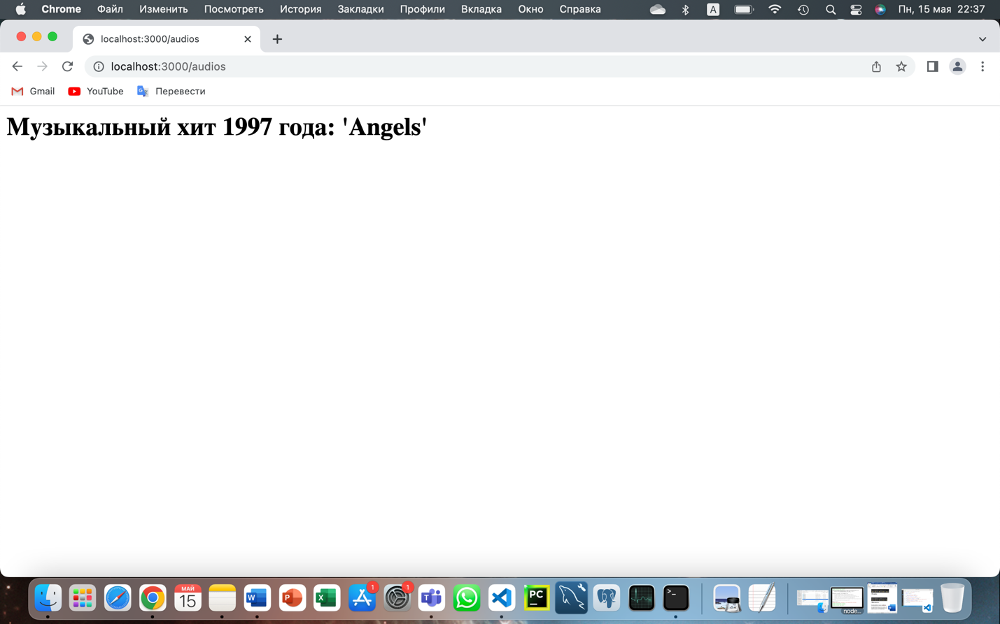 Chrome Файл Изменить Посмотреть История Закладки Профили Вкладка Окно Справка A Пн, 15 мая 22:37
localhost:3000/audios
localhost:3000/audios
Gmail YouTube Перевести
Музыкальный хит 1997 года: 'Angels'
МАЙ
15
W
P
X
1
1
T
PC
>_
node...